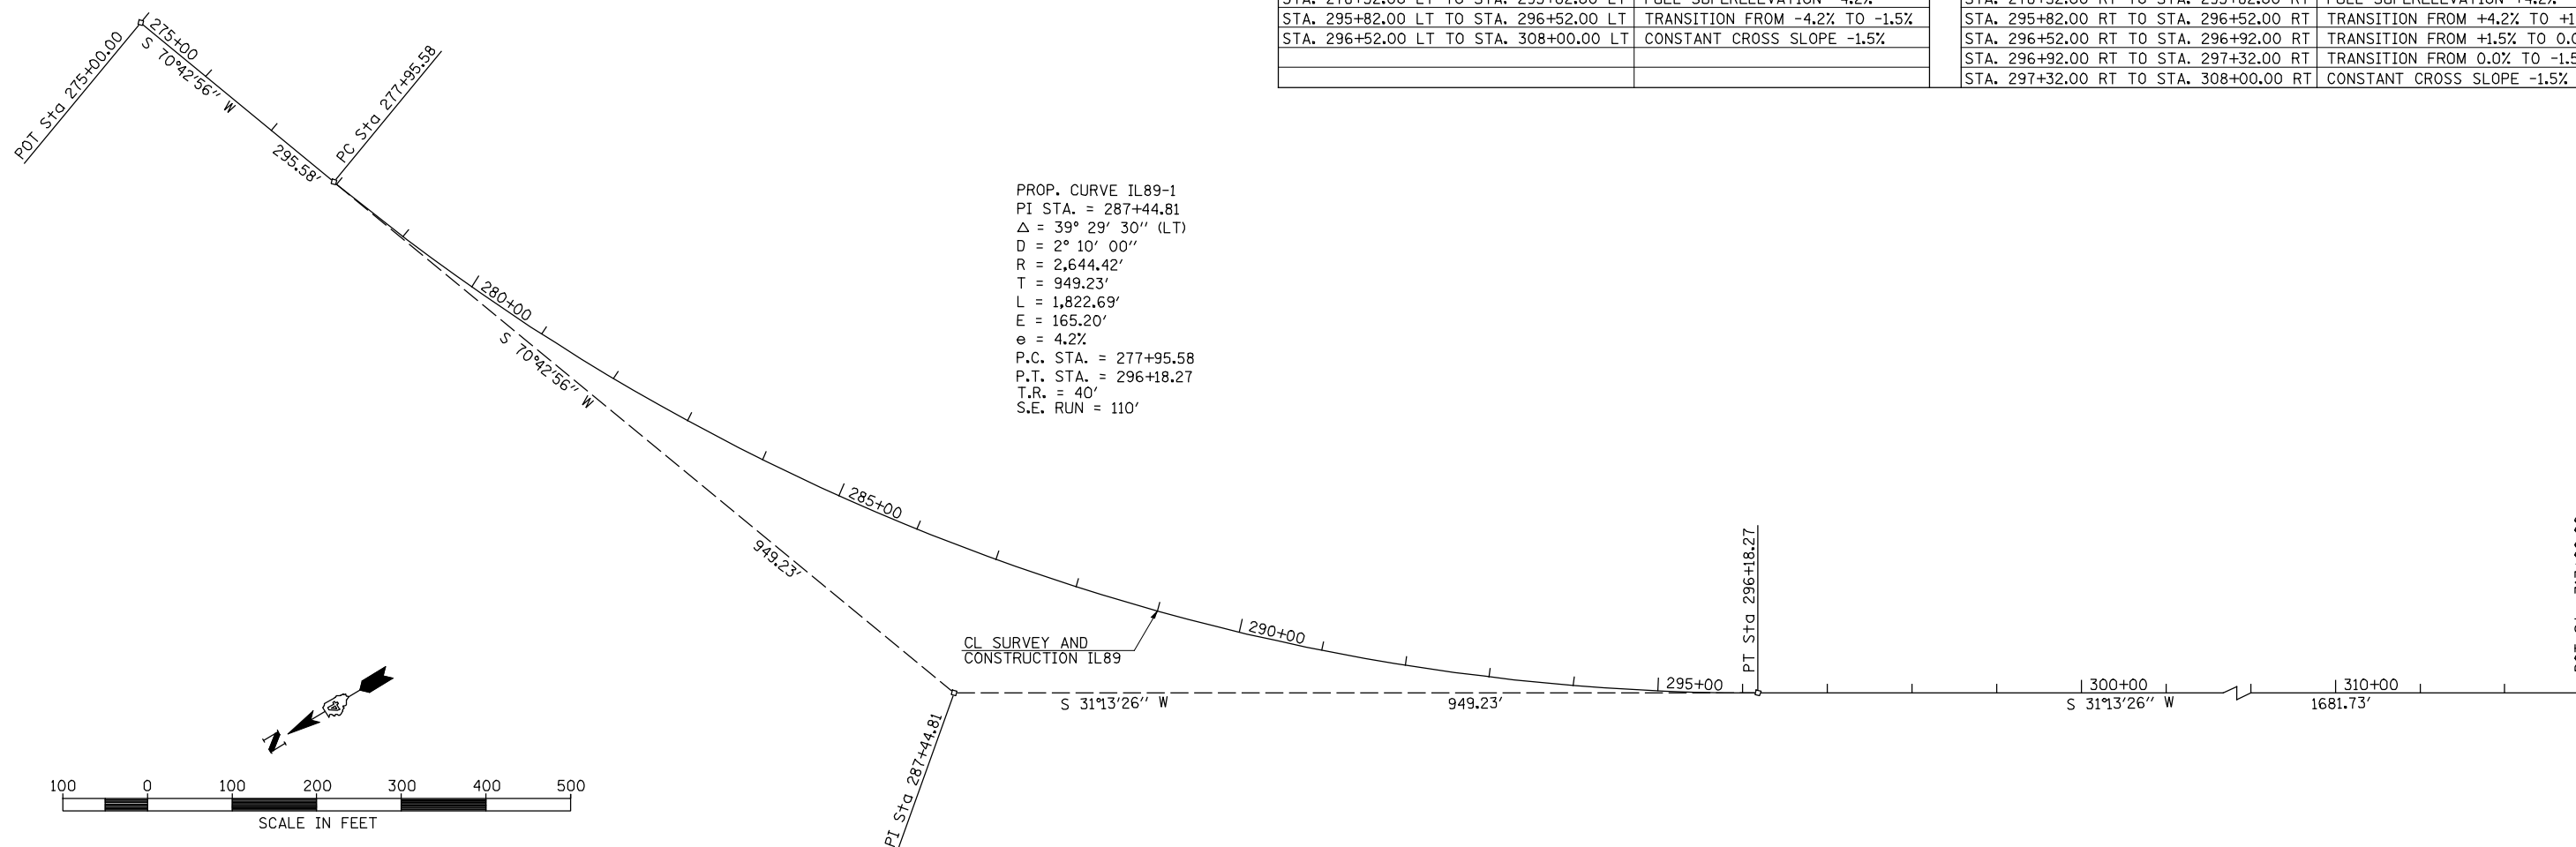 STA. 295+82.00 LT TO STA. 296+52.00 LT TRANSITION FROM -4.2% TO -1.5%
STA. 296+52.00 LT TO STA. 308+00.00 LT CONSTANT CROSS SLOPE -1.5%
STA. 295+82.00 RT TO STA. 296+52.00 RT TRANSITION FROM +4.2% TO
STA. 296+52.00 RT TO STA. 296+92.00 RT TRANSITION FROM +1.5% TO
STA. 296+92.00 RT TO STA. 297+32.00 RT TRANSITION FROM 0.0% TO
STA. 297+32.00 RT TO STA. 308+00.00 RT CONSTANT CROSS SLOPE -1.5%
POT Sta 275+00.00
275+00
S 70°42'56" W
295.58'
PC Sta 277+95.58
PROP. CURVE IL89-1
PI STA. = 287+44.81
Δ = 39° 29' 30" (LT)
D = 2° 10' 00"
R = 2,644.42'
T = 949.23'
L = 1,822.69'
E = 165.20'
e = 4.2%
P.C. STA. = 277+95.58
P.T. STA. = 296+18.27
T.R. = 40'
S.E. RUN = 110'
280+00
S 70°42'56" W
285+00
949.23'
CL SURVEY AND
CONSTRUCTION IL89
290+00
295+00
PT Sta 296+18.27
300+00
310+00
S 31°13'26" W
949.23'
S 31°13'26" W
1681.73'
PI Sta 287+44.81
N
100 0 100 200 300 400 500
SCALE IN FEET